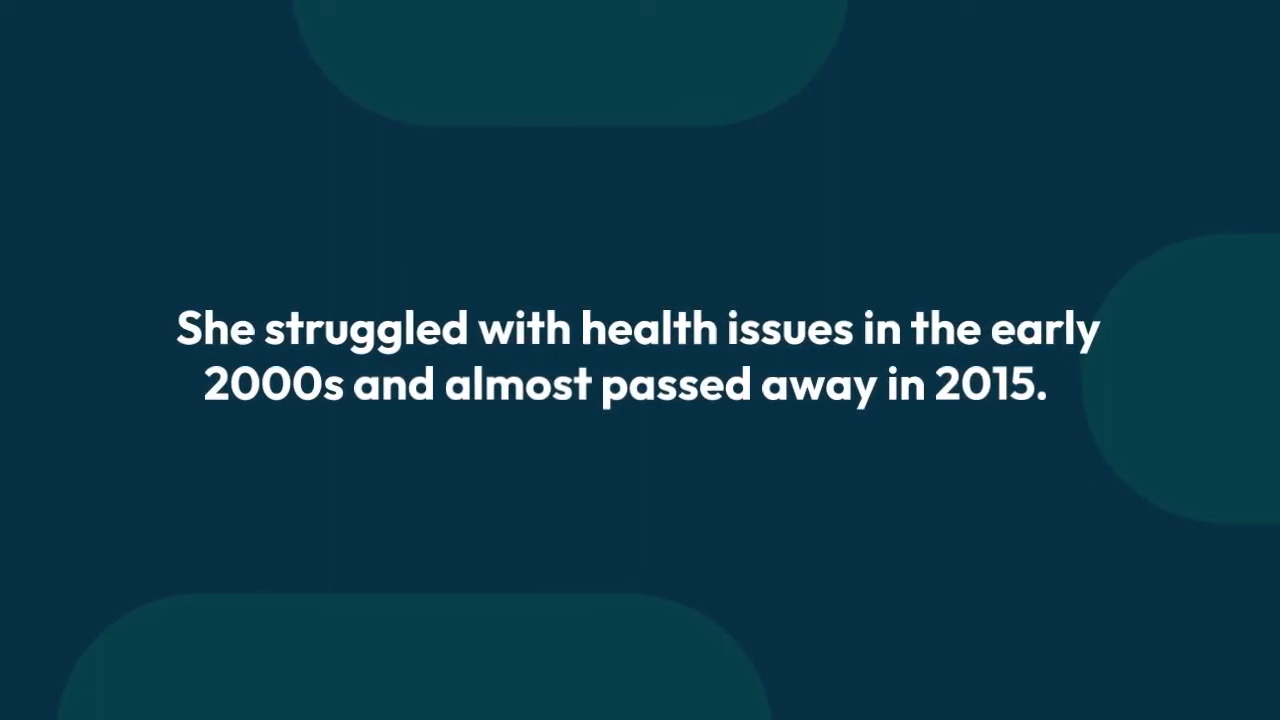 She struggled with health issues in the early
2000s and almost passed away in 2015.